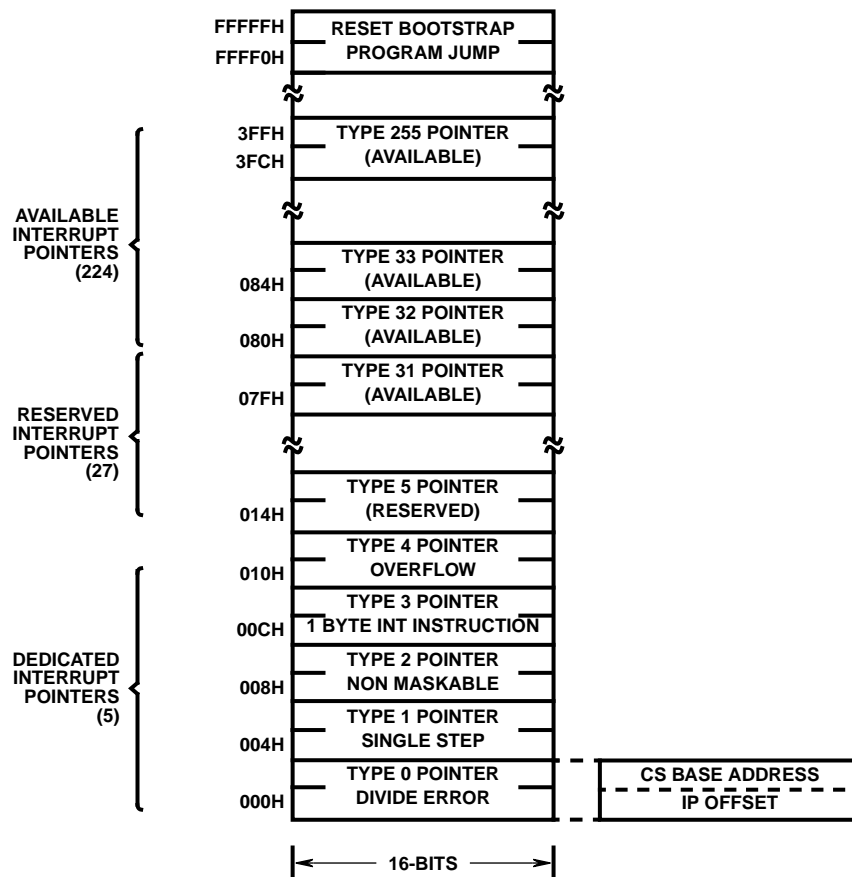 FFFFFH
RESET BOOTSTRAP
FFFF0H
PROGRAM JUMP
3FFH
TYPE 255 POINTER
3FCH
(AVAILABLE)
AVAILABLE
INTERRUPT
POINTERS
(224)
TYPE 33 POINTER
084H
(AVAILABLE)
TYPE 32 POINTER
080H
(AVAILABLE)
TYPE 31 POINTER
07FH
(AVAILABLE)
RESERVED
INTERRUPT
POINTERS
(27)
TYPE 5 POINTER
014H
(RESERVED)
TYPE 4 POINTER
010H
OVERFLOW
TYPE 3 POINTER
00CH
1 BYTE INT INSTRUCTION
DEDICATED
INTERRUPT
POINTERS
(5)
TYPE 2 POINTER
008H
NON MASKABLE
TYPE 1 POINTER
004H
SINGLE STEP
TYPE 0 POINTER
000H
DIVIDE ERROR
CS BASE ADDRESS
IP OFFSET
16-BITS